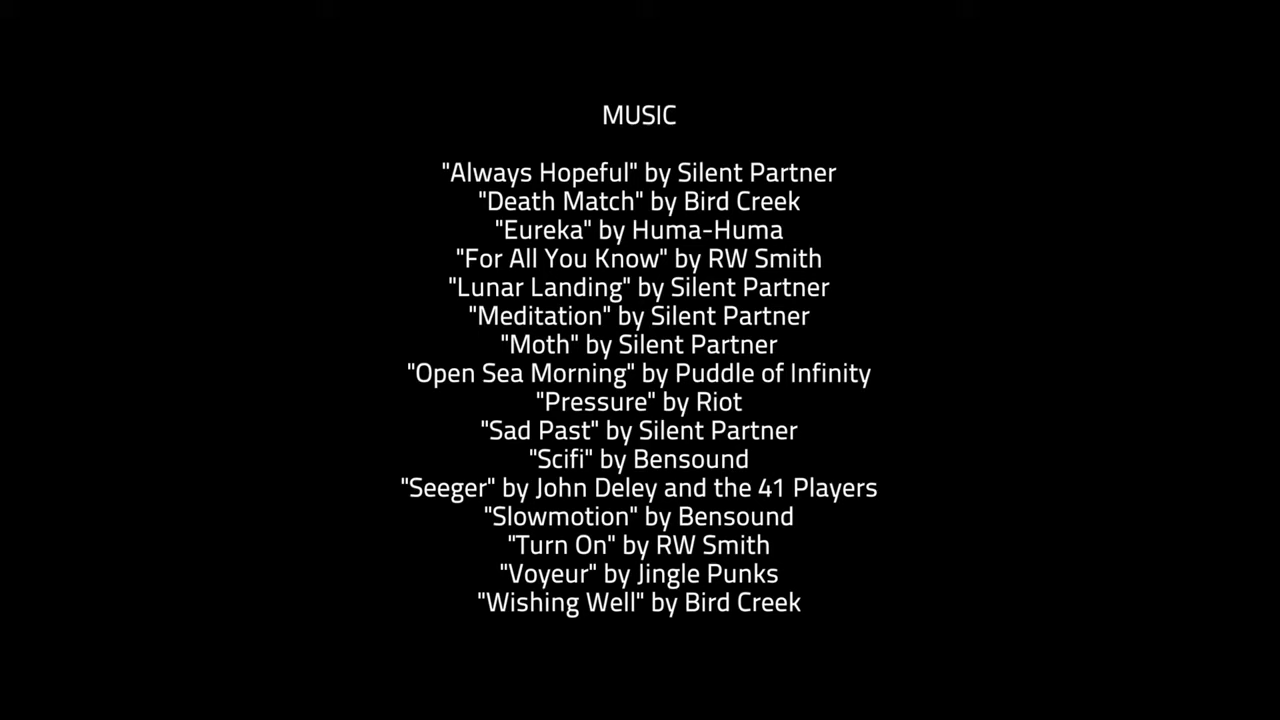 MUSIC
"Always Hopeful" by Silent Partner
"Death Match" by Bird Creek
"Eureka" by Huma-Huma
"For All You Know" by RW Smith
"Lunar Landing" by Silent Partner
"Meditation" by Silent Partner
"Moth" by Silent Partner
"Open Sea Morning" by Puddle of Infinity
"Pressure" by Riot
"Sad Past" by Silent Partner
"Scifi" by Bensound
"Seeger" by John Deley and the 41 Players
"Slowmotion" by Bensound
"Turn On" by RW Smith
"Voyeur" by Jingle Punks
"Wishing Well" by Bird Creek